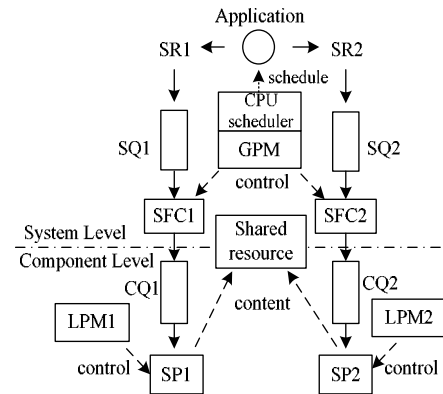 Application
SR1
SR2
schedule
CPU
scheduler
GPM
SQ1
SQ2
control
SFC1
SFC2
Shared
resource
System Level
Component Level
CQ1
CQ2
content
LPM1
LPM2
control
control
SP1
SP2